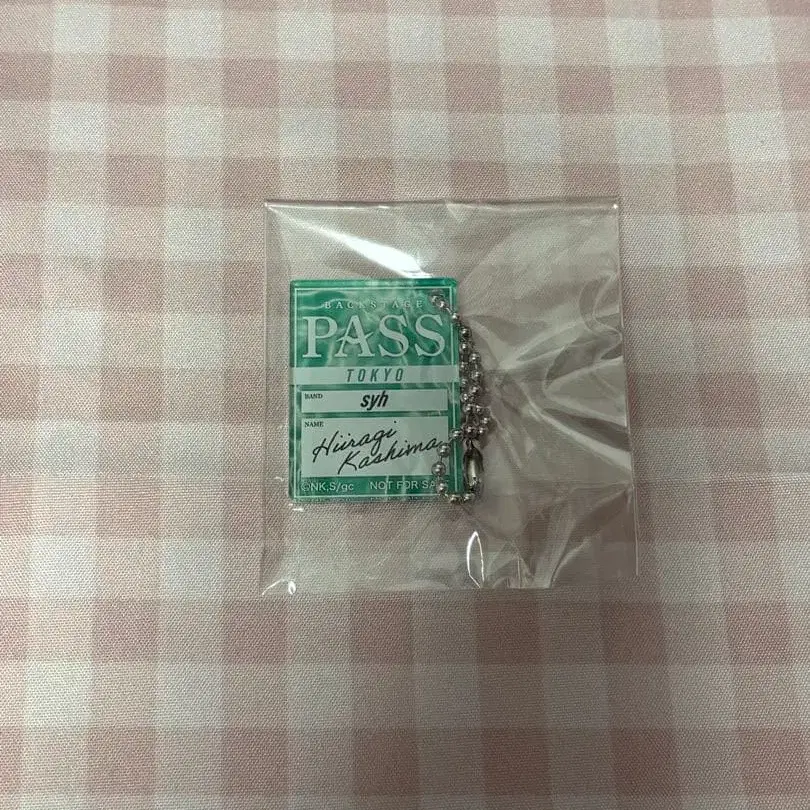 BACKSTAGE
PASS
TOKYO
BAND
syh
NAME
Hiiragi
Kashima
©NK,S/gc NOT FOR SA